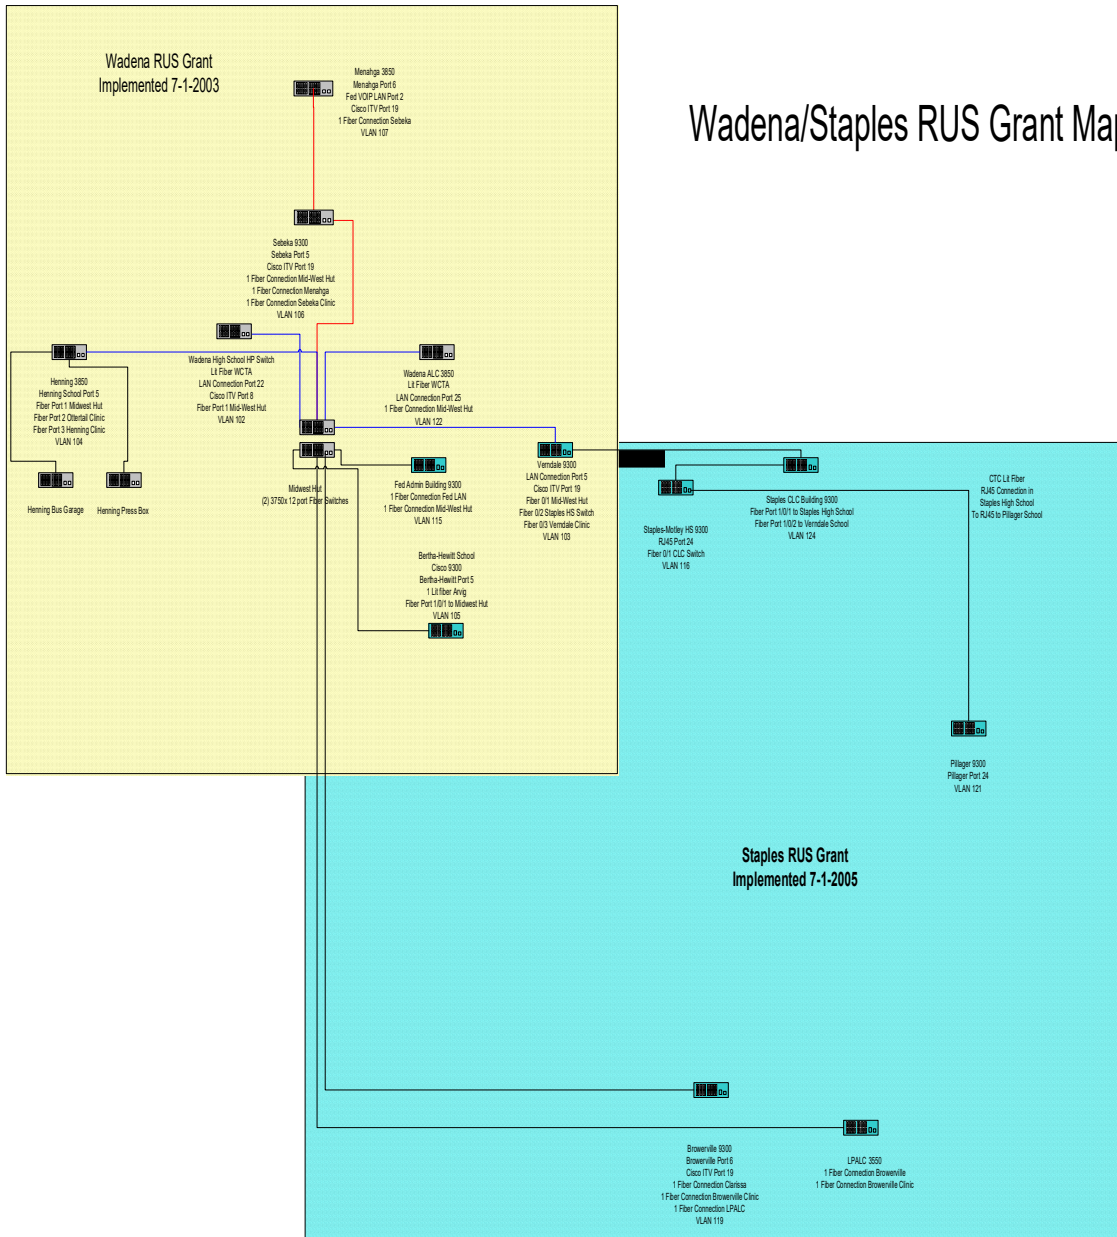 Wadena RUS Grant
Implemented 7-1-2003
Menahga 3850
Menahga Port 6
Fed VOIP LAN Port 2
Cisco ITV Port 19
1 Fiber Connection Sebeka
VLAN 107
Wadena/Staples RUS Grant Map
Sebeka 9300
Sebeka Port 5
Cisco ITV Port 19
1 Fiber Connection Mid-West Hut
1 Fiber Connection Menahga
1 Fiber Connection Sebeka Clinic
VLAN 106
Wadena High School HP Switch
Lit Fiber WCTA
LAN Connection Port 22
Cisco ITV Port 8
Fiber Port 1 Mid-West Hut
VLAN 102
Wadena ALC 3850
Lit Fiber WCTA
LAN Connection Port 25
1 Fiber Connection Mid-West Hut
VLAN 122
Henning 3850
Henning School Port 5
Fiber Port 1 Midwest Hut
Fiber Port 2 Ottertail Clinic
Fiber Port 3 Henning Clinic
VLAN 104
Henning Bus Garage
Henning Press Box
Midwest Hut
(2) 3750x 12 port Fiber Switches
Fed Admin Building 9300
1 Fiber Connection Fed LAN
1 Fiber Connection Mid-West Hut
VLAN 115
Verndale 9300
LAN Connection Port 5
Cisco ITV Port 19
Fiber 0/1 Mid-West Hut
Fiber 0/2 Staples HS Switch
Fiber 0/3 Verndale Clinic
VLAN 103
Bertha-Hewitt School
Cisco 9300
Bertha-Hewitt Port 5
1 Lit fiber Arvig
Fiber Port 1/0/1 to Midwest Hut
VLAN 105
Staples-Motley HS 9300
RJ45 Port 24
Fiber 0/1 CLC Switch
VLAN 116
Staples CLC Building 9300
Fiber Port 1/0/1 to Staples High School
Fiber Port 1/0/2 to Verndale School
VLAN 124
CTC Lit Fiber
RJ45 Connection in
Staples High School
To RJ45 to Pillager School
Pillager 9300
Pillager Port 24
VLAN 121
Staples RUS Grant
Implemented 7-1-2005
Browerville 9300
Browerville Port 6
Cisco ITV Port 19
1 Fiber Connection Clarissa
1 Fiber Connection Browerville Clinic
1 Fiber Connection LPALC
VLAN 119
LPALC 3550
1 Fiber Connection Browerville
1 Fiber Connection Browerville Clinic